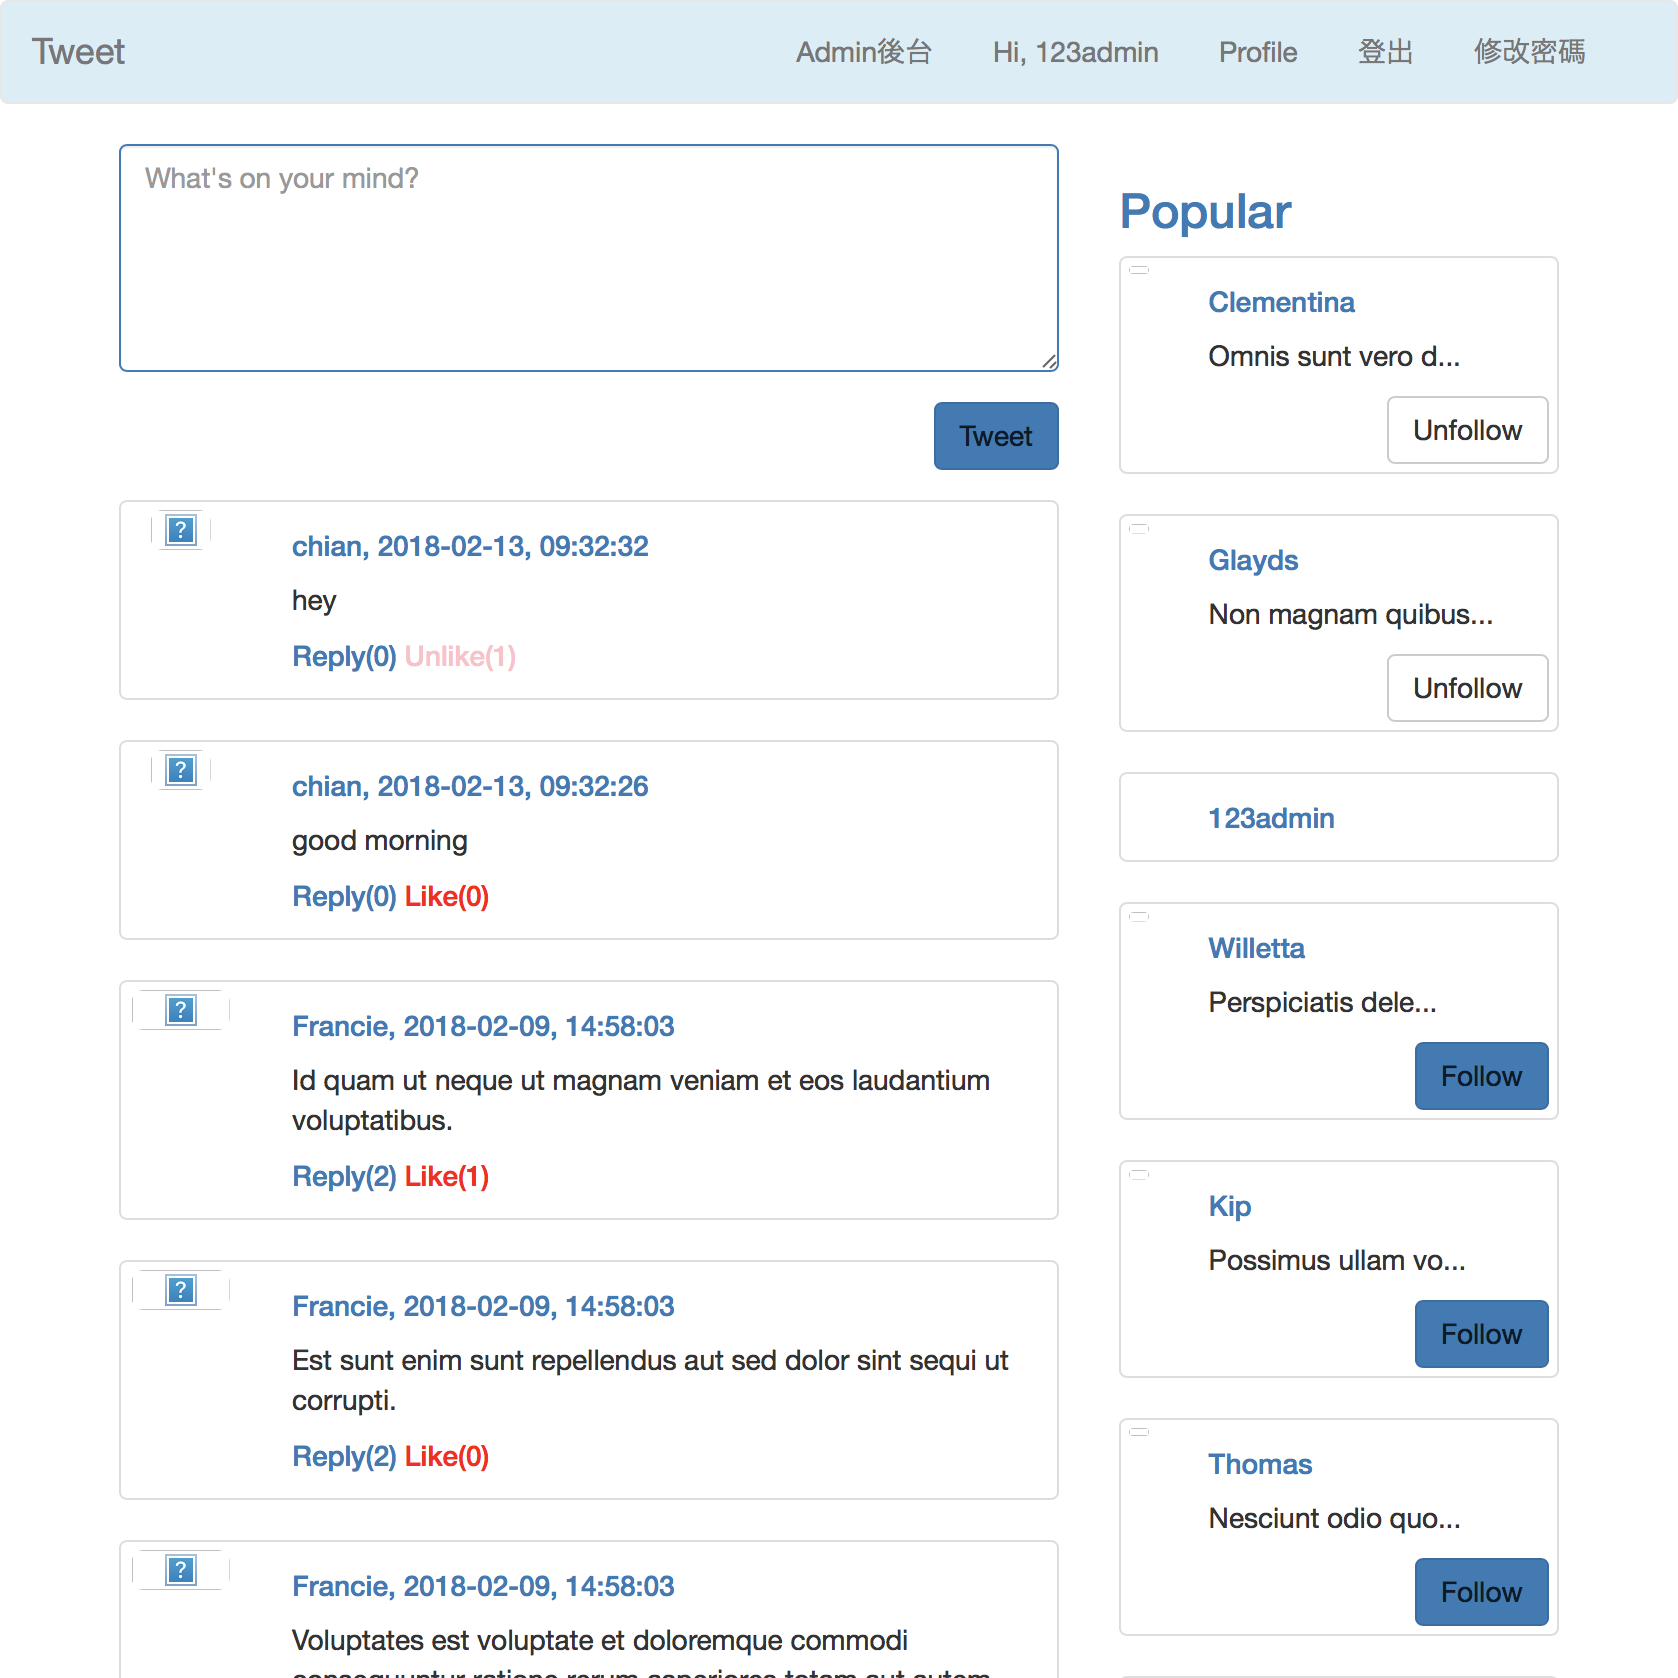 Tweet
Admin後台 Hi, 123admin Profile 登出 修改密碼
What's on your mind?
Tweet
chian, 2018-02-13, 09:32:32
hey
Reply(0) Unlike(1)
chian, 2018-02-13, 09:32:26
good morning
Reply(0) Like(0)
Francie, 2018-02-09, 14:58:03
Id quam ut neque ut magnam veniam et eos laudantium
voluptatibus.
Reply(2) Like(1)
Francie, 2018-02-09, 14:58:03
Est sunt enim sunt repellendus aut sed dolor sint sequi ut
corrupti.
Reply(2) Like(0)
Francie, 2018-02-09, 14:58:03
Voluptates est voluptate et doloremque commodi
Popular
Clementina
Omnis sunt vero d...
Unfollow
Glayds
Non magnam quibus...
Unfollow
123admin
Willetta
Perspiciatis dele...
Follow
Kip
Possimus ullam vo...
Follow
Thomas
Nesciunt odio quo...
Follow